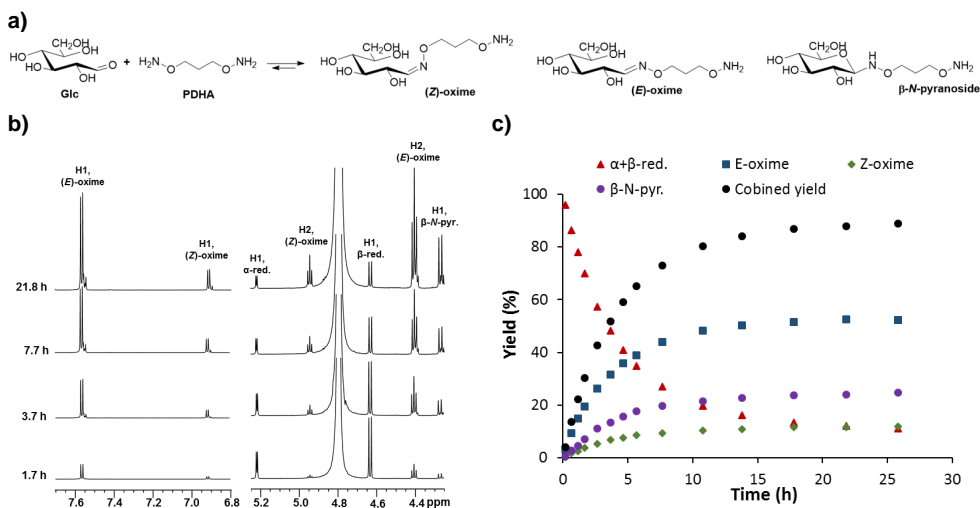 a)
CH₂OH
HO
O
HO
HO
OH
OH
Glc
+
H₂N
O
O
NH₂
PDHA
CH₂OH
HO
OH
HO
HO
OH
N
O
O
NH₂
(Z)-oxime
CH₂OH
HO
OH
HO
HO
OH
N
O
O
NH₂
(E)-oxime
CH₂OH
HO
O
HO
HO
OH
H
N
O
O
NH₂
β-N-pyranoside
b)
H1,
(E)-oxime
H1,
(Z)-oxime
H1,
α-red.
H2,
(Z)-oxime
H1,
β-red.
H2,
(E)-oxime
H1,
β-N-pyr.
21.8 h
7.7 h
3.7 h
1.7 h
7.6 7.4 7.2 7.0 6.8 5.2 5.0 4.8 4.6 4.4 ppm
c)
α+β-red. E-oxime Z-oxime
β-N-pyr. Cobined yield
Yield (%)
100
80
60
40
20
0
0 5 10 15 20 25 30
Time (h)